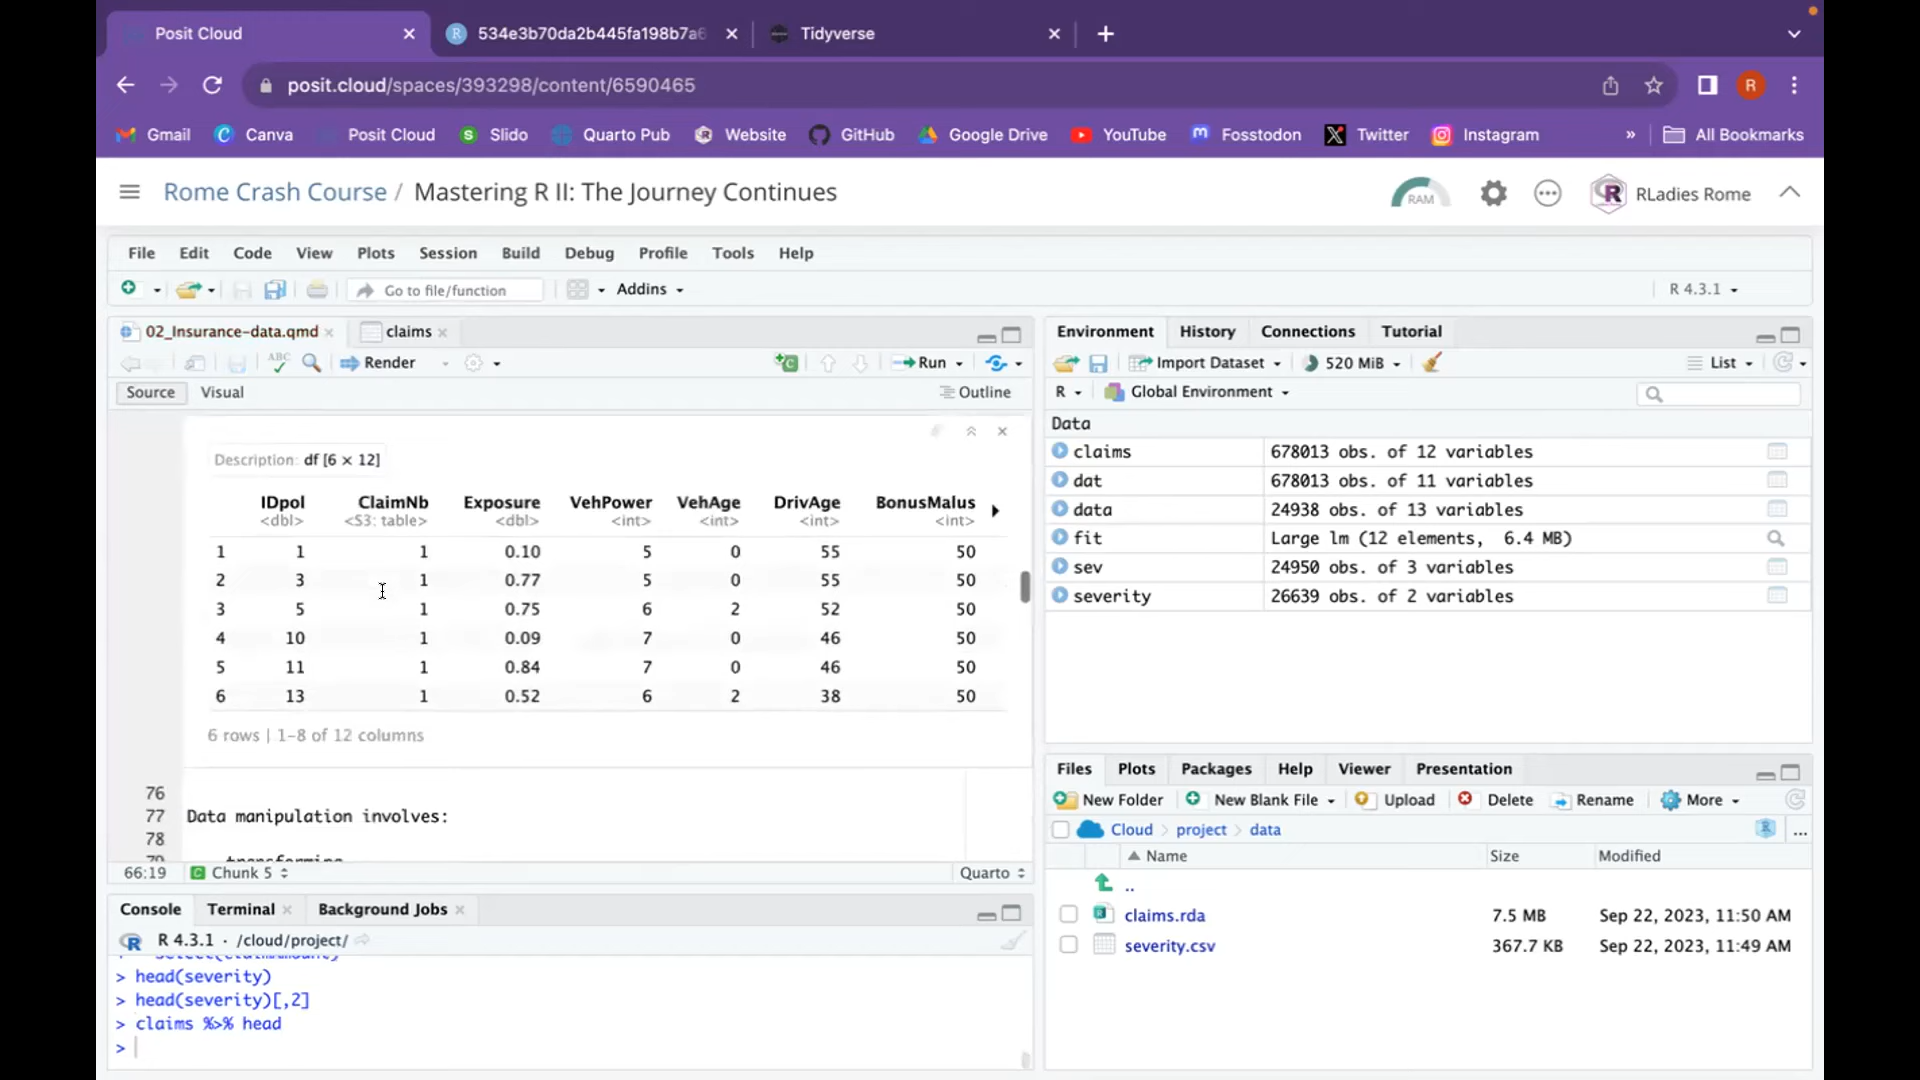 Posit Cloud
534e3b70da2b445fa198b7a6
Tidyverse
posit.cloud/spaces/393298/content/6590465
R
Gmail
Canva
Posit Cloud
Slido
Quarto Pub
Website
GitHub
Google Drive
YouTube
Fosstodon
Twitter
Instagram
»
All Bookmarks
Rome Crash Course / Mastering R II: The Journey Continues
RAM
RLadies Rome
File Edit Code View Plots Session Build Debug Profile Tools Help
Go to file/function
Addins
R 4.3.1
02_Insurance-data.qmd
claims
ABC
Render
Run
Source
Visual
Outline
Description: df [6 × 12]
IDpol ClaimNb Exposure VehPower VehAge DrivAge BonusMalus
<dbl> <S3: table> <dbl> <int> <int> <int> <int>
1 1 1 0.10 5 0 55 50
2 3 1 0.77 5 0 55 50
3 5 1 0.75 6 2 52 50
4 10 1 0.09 7 0 46 50
5 11 1 0.84 7 0 46 50
6 13 1 0.52 6 2 38 50
6 rows | 1-8 of 12 columns
76
77 Data manipulation involves:
78
79 transforming
66:19
Chunk 5
Quarto
Console
Terminal
Background Jobs
R 4.3.1 · /cloud/project/
> head(severity)
> head(severity)[,2]
> claims %>% head
>
Environment History Connections Tutorial
Import Dataset
520 MiB
List
R
Global Environment
Data
claims 678013 obs. of 12 variables
dat 678013 obs. of 11 variables
data 24938 obs. of 13 variables
fit Large lm (12 elements, 6.4 MB)
sev 24950 obs. of 3 variables
severity 26639 obs. of 2 variables
Files Plots Packages Help Viewer Presentation
New Folder
New Blank File
Upload
Delete
Rename
More
Cloud > project > data
...
Name Size Modified
..
claims.rda 7.5 MB Sep 22, 2023, 11:50 AM
severity.csv 367.7 KB Sep 22, 2023, 11:49 AM